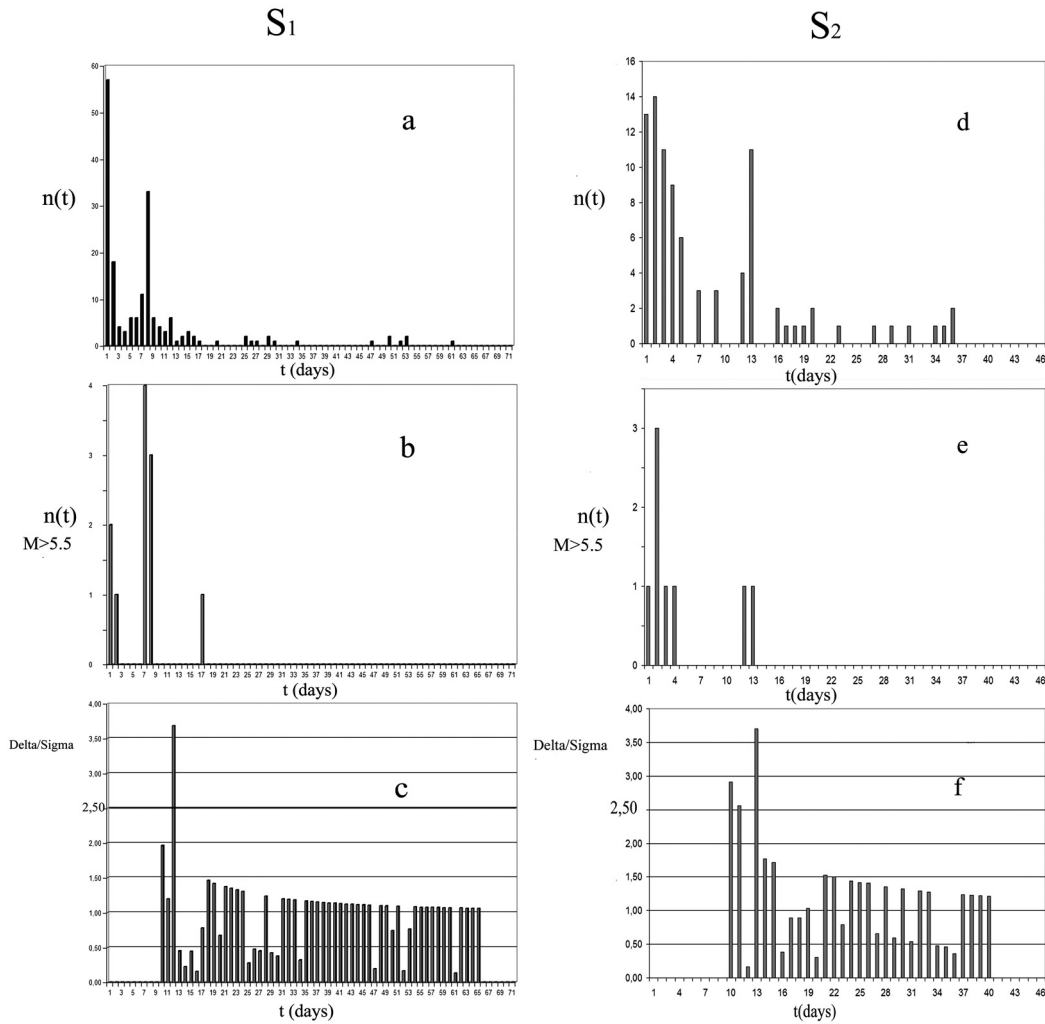 S1
S2
60
50
40
30
20
10
0
n(t)
a
1 3 5 7 9 11 13 15 17 19 21 23 25 27 29 31 33 35 37 39 41 43 45 47 49 51 53 55 57 59 61 63 65 67 69 71
t (days)
16
14
12
10
8
6
4
2
0
n(t)
d
1 4 7 10 13 16 19 22 25 28 31 34 37 40 43 46
t(days)
4
3
2
1
0
n(t)
M>5.5
b
1 3 5 7 9 11 13 15 17 19 21 23 25 27 29 31 33 35 37 39 41 43 45 47 49 51 53 55 57 59 61 63 65 67 69 71
t (days)
3
2
1
0
n(t)
M>5.5
e
1 4 7 10 13 16 19 22 25 28 31 34 37 40 43 46
t(days)
Delta/Sigma
4,00
3,50
3,00
2,50
2,00
1,50
1,00
0,50
0,00
c
1 3 5 7 9 11 13 15 17 19 21 23 25 27 29 31 33 35 37 39 41 43 45 47 49 51 53 55 57 59 61 63 65 67 69 71
t (days)
Delta/Sigma
4,00
3,50
3,00
2,50
2,00
1,50
1,00
0,50
0,00
f
1 4 7 10 13 16 19 22 25 28 31 34 37 40 43 46
t(days)